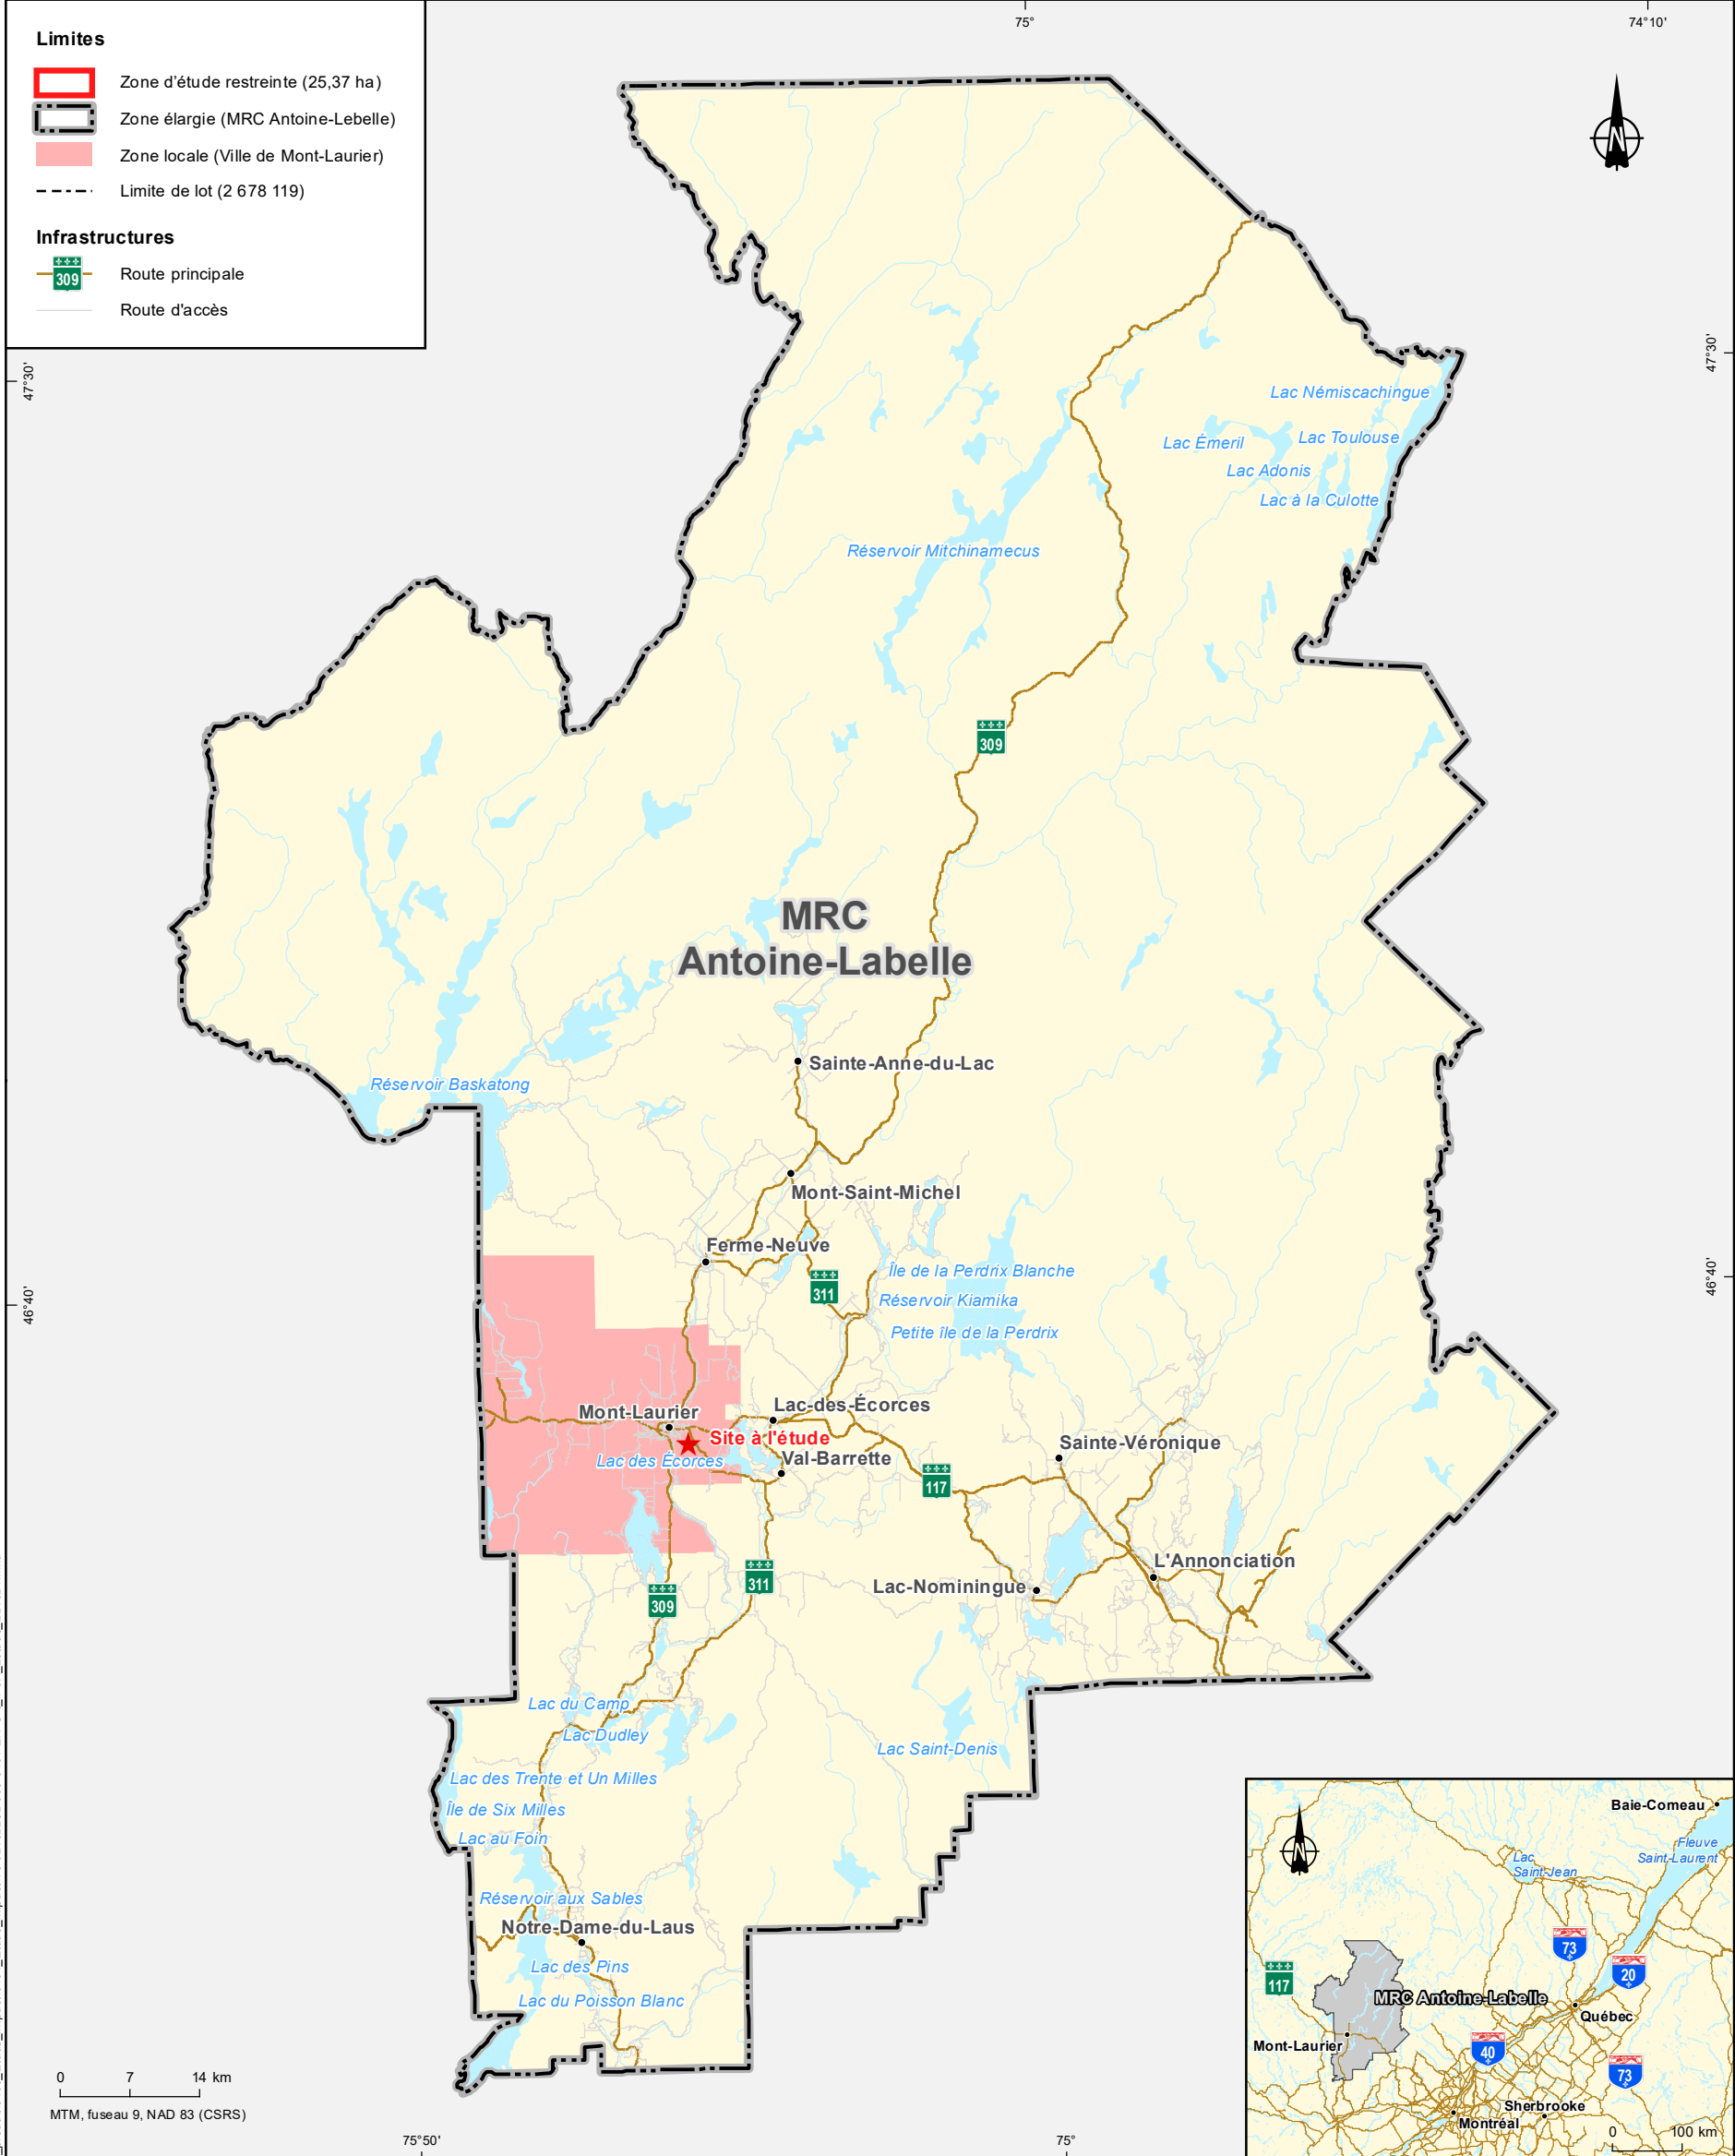 Limites
Zone d'étude restreinte (25,37 ha)
Zone élargie (MRC Antoine-Lebelle)
Zone locale (Ville de Mont-Laurier)
Limite de lot (2 678 119)
Infrastructures
309
Route principale
Route d'accès
75°
74°10'
N
47°30'
47°30'
Lac Némiscachingue
Lac Émeril
Lac Toulouse
Lac Adonis
Lac à la Culotte
Réservoir Mitchinamecus
309
MRC
Antoine-Labelle
Sainte-Anne-du-Lac
Réservoir Baskatong
Mont-Saint-Michel
Ferme-Neuve
311
Île de la Perdrix Blanche
Réservoir Kiamika
Petite île de la Perdrix
46°40'
46°40'
Mont-Laurier
Lac-des-Écorces
Site à l'étude
Lac des Écorces
Val-Barrette
Sainte-Véronique
117
L'Annonciation
Lac-Nominingue
311
309
Lac du Camp
Lac Dudley
Lac Saint-Denis
Lac des Trente et Un Milles
Île de Six Milles
Lac au Foin
Réservoir aux Sables
Notre-Dame-du-Laus
Lac des Pins
Lac du Poisson Blanc
0 7 14 km
MTM, fuseau 9, NAD 83 (CSRS)
75°50'
75°
Baie-Comeau
Fleuve
Saint-Laurent
Lac
Saint-Jean
73
20
117
MRC Antoine-Labelle
Québec
Mont-Laurier
40
73
Sherbrooke
Montréal
0 100 km